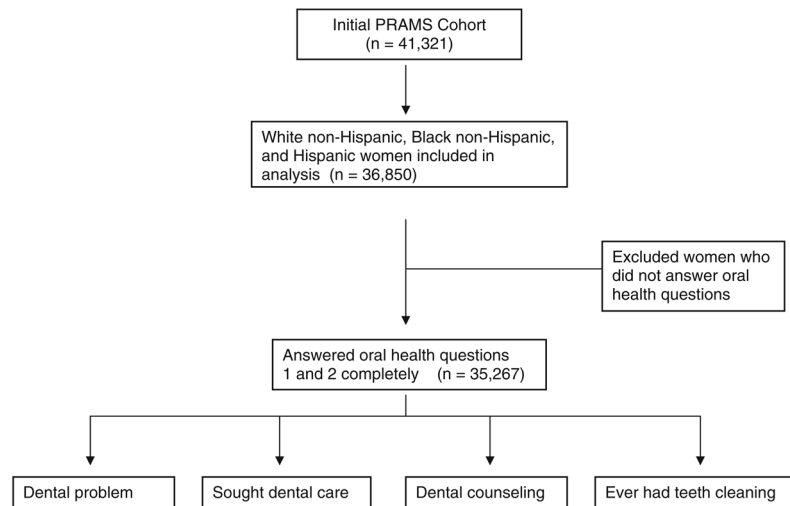 Initial PRAMS Cohort
(n = 41,321)
White non-Hispanic, Black non-Hispanic,
and Hispanic women included in
analysis (n = 36,850)
Excluded women who
did not answer oral
health questions
Answered oral health questions
1 and 2 completely (n = 35,267)
Dental problem
Sought dental care
Dental counseling
Ever had teeth cleaning